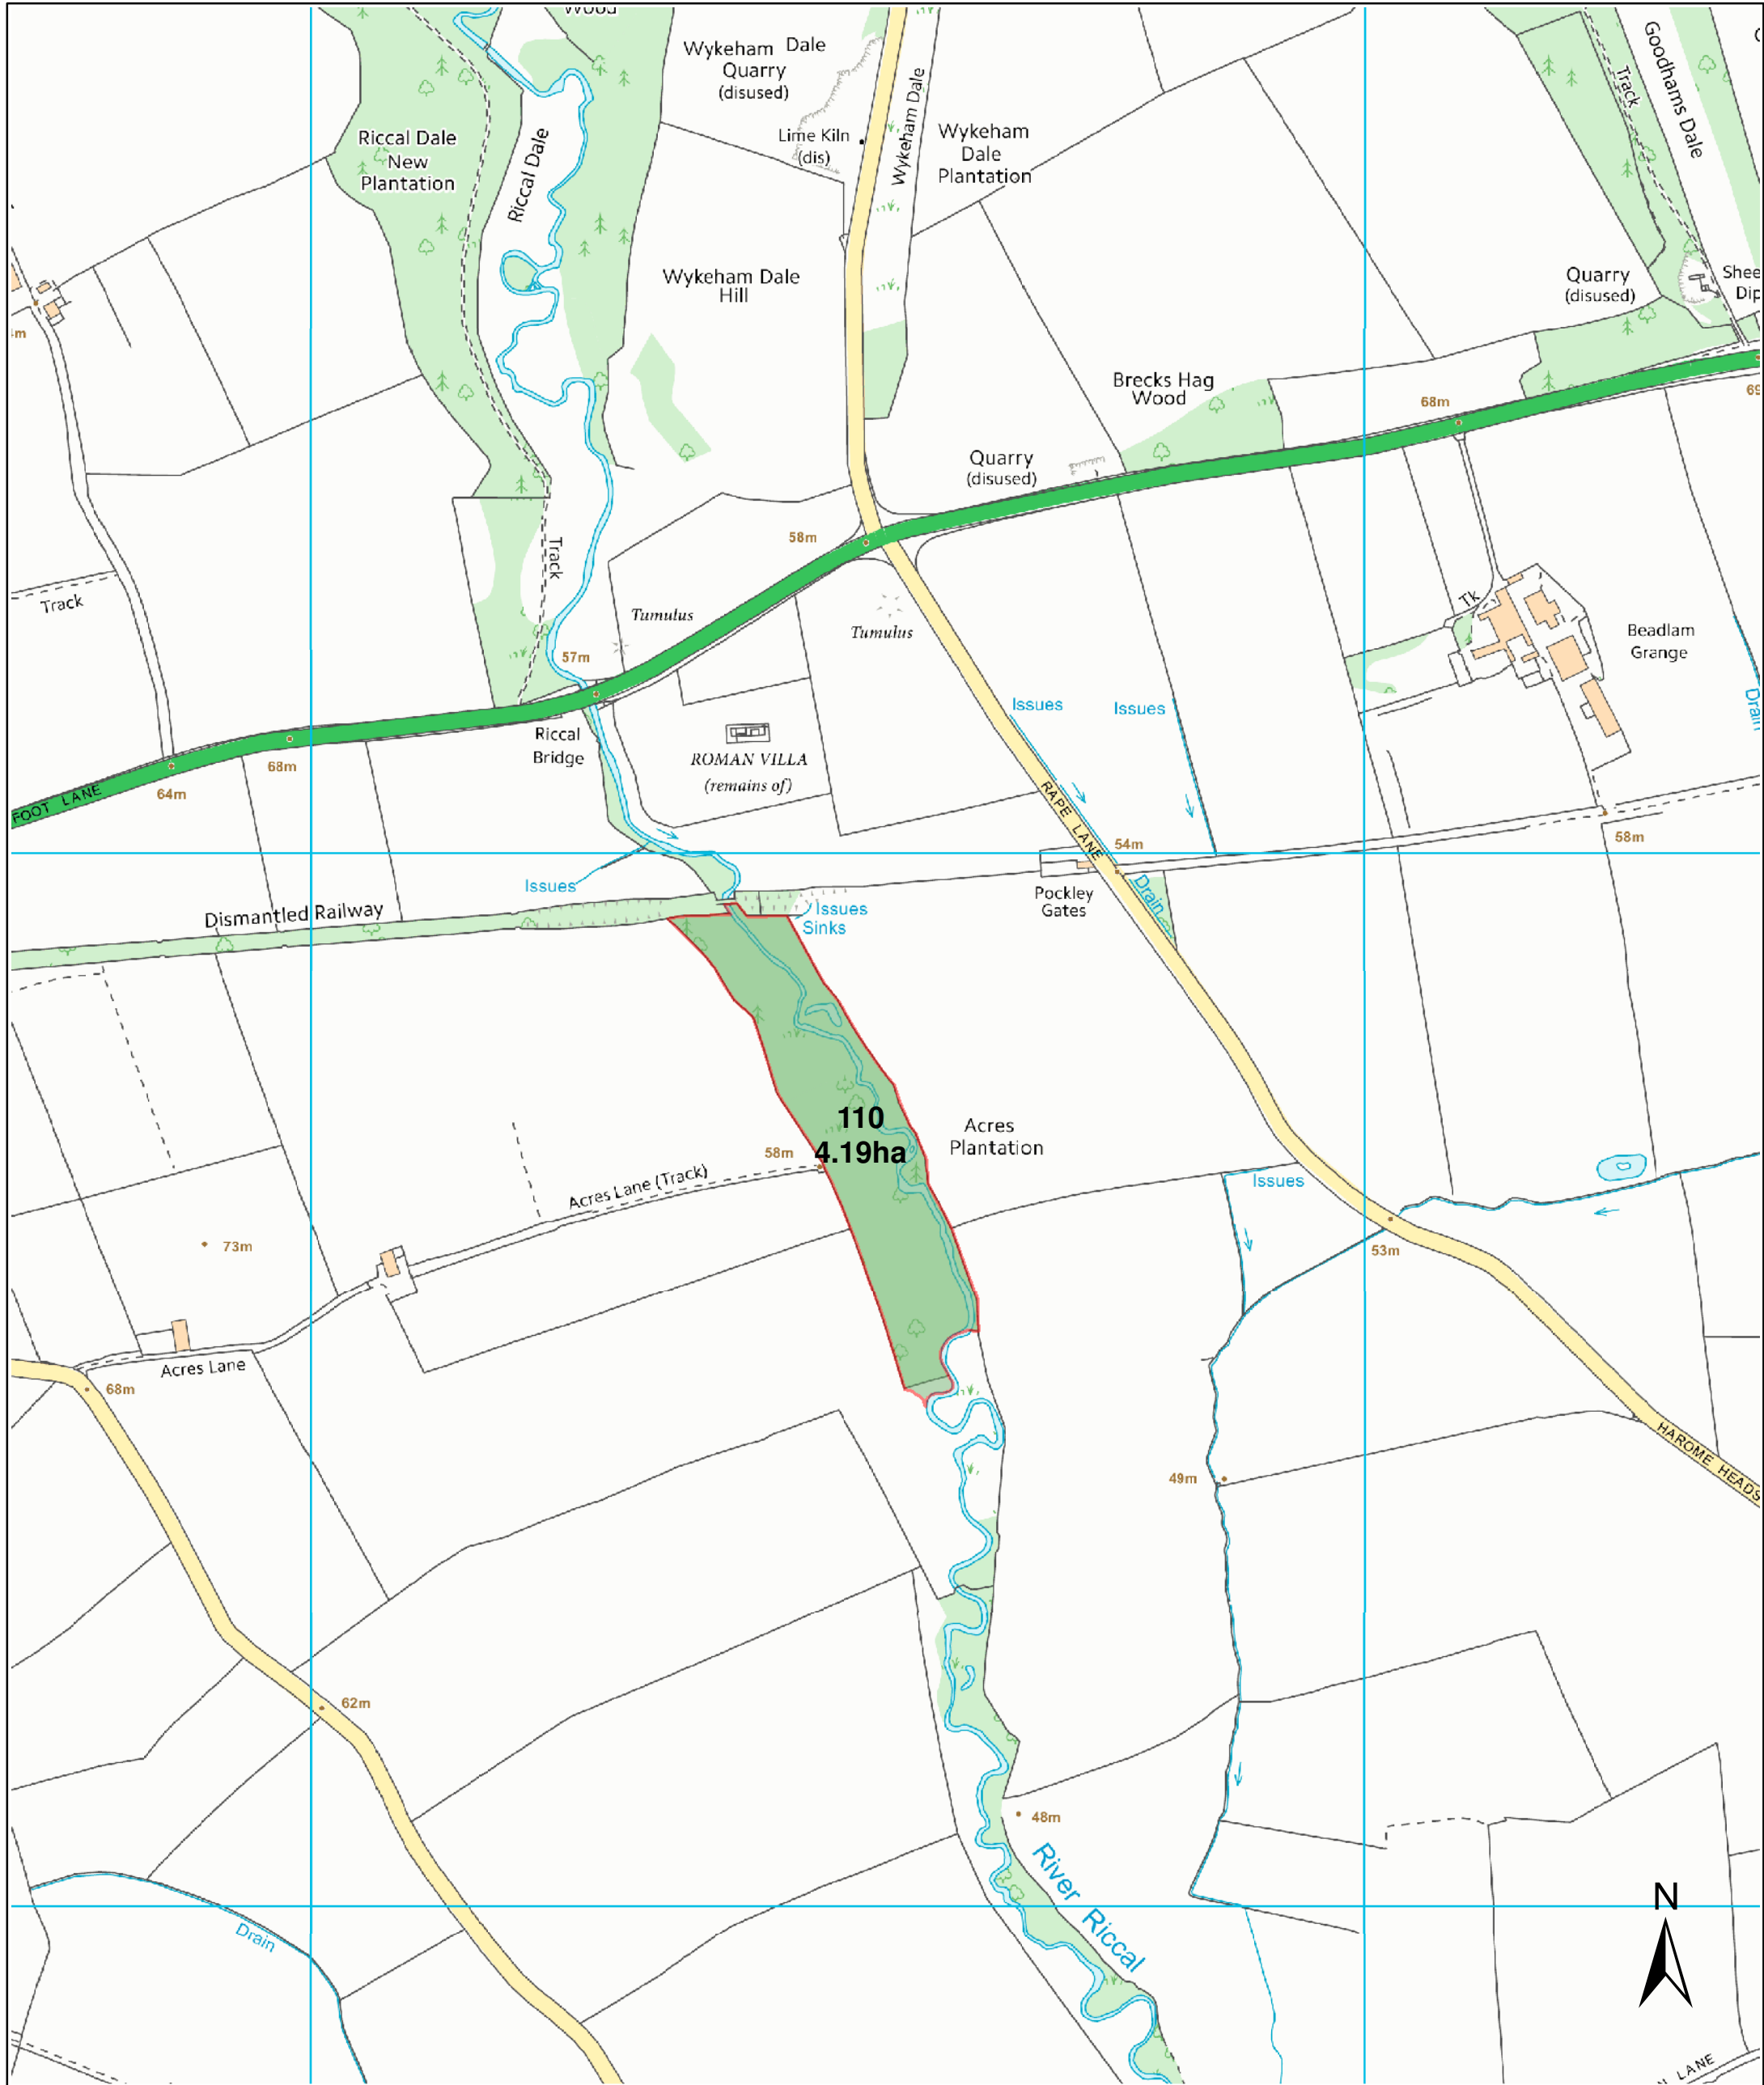 Wood
Wykeham Dale
Quarry
(disused)
Goodhams Dale
Track
Riccal Dale
New
Plantation
Riccal Dale
Lime Kiln
(dis)
Wykeham Dale
Wykeham
Dale
Plantation
Wykeham Dale
Hill
Quarry
(disused)
Shee
Dip
m
Brecks Hag
Wood
68m
69
Quarry
(disused)
58m
Track
Track
Tumulus
Tumulus
Tk
Beadlam
Grange
57m
Issues
Issues
Drain
Riccal
Bridge
ROMAN VILLA
(remains of)
68m
64m
FOOT LANE
RAPE LANE
54m
58m
Issues
Pockley
Gates
Drain
Dismantled Railway
Issues
Sinks
110
4.19ha
Acres
Plantation
58m
Acres Lane (Track)
Issues
73m
53m
Acres Lane
68m
HAROME HEADS
49m
62m
48m
River Riccal
Drain
N
LANE